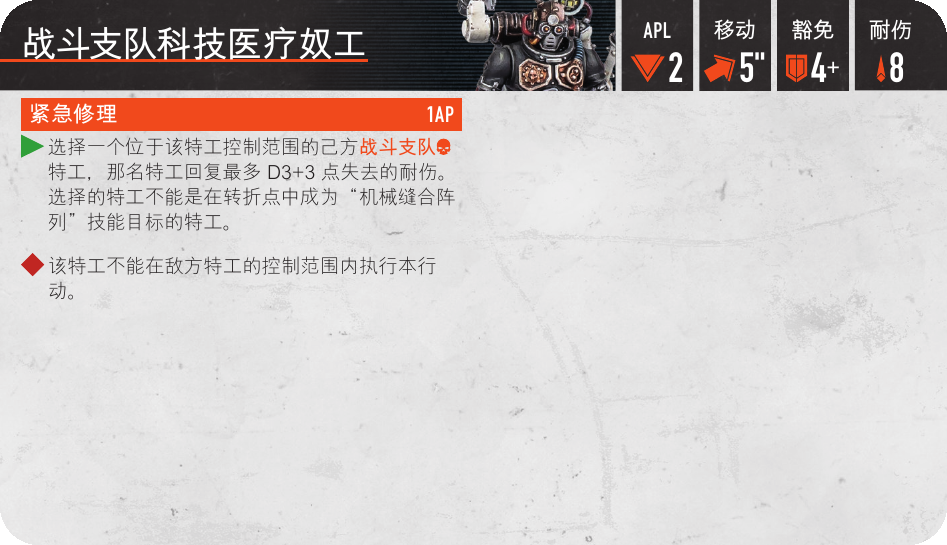 战斗支队科技医疗奴工
APL
2
移动
5"
豁免
4+
耐伤
8
紧急修理 1AP
选择一个位于该特工控制范围的己方战斗支队
特工，那名特工回复最多 D3+3 点失去的耐伤。
选择的特工不能是在转折点中成为“机械缝合阵
列”技能目标的特工。
该特工不能在敌方特工的控制范围内执行本行
动。